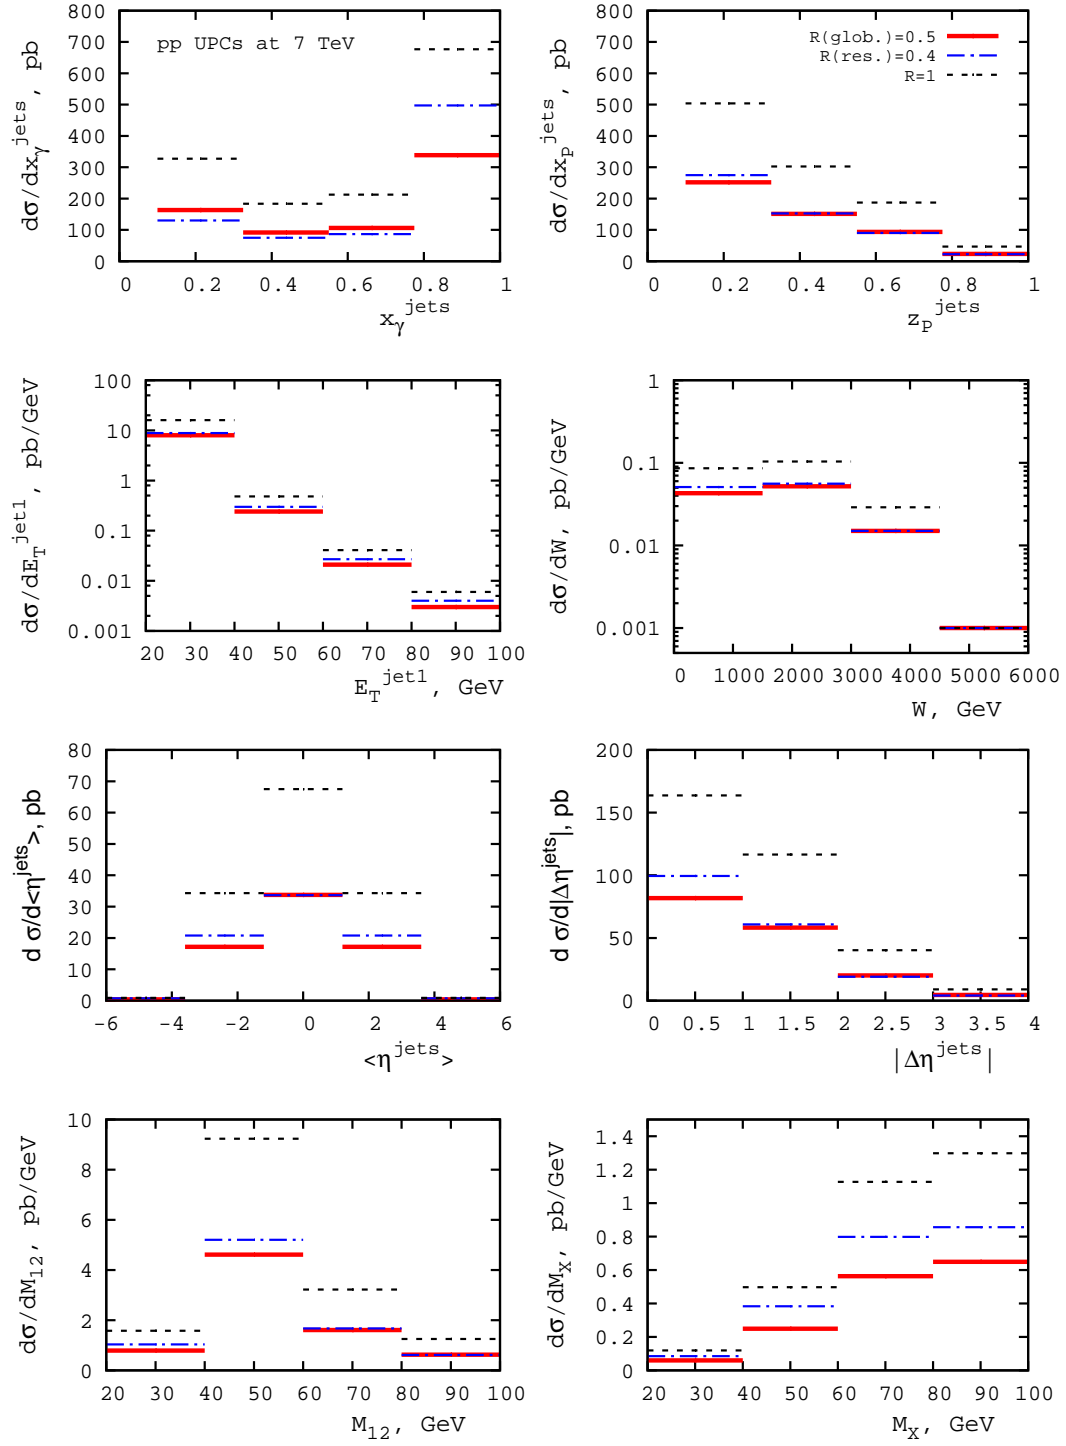 dσ/dx_γ^jets, pb
800
700
600
500
400
300
200
100
0
pp UPCs at 7 TeV
0 0.2 0.4 0.6 0.8 1
x_γ^jets
dσ/dx_P^jets, pb
800
700
600
500
400
300
200
100
0
R(glob.)=0.5
R(res.)=0.4
R=1
0 0.2 0.4 0.6 0.8 1
z_P^jets
dσ/dE_T^jet1, pb/GeV
100
10
1
0.1
0.01
0.001
20 30 40 50 60 70 80 90 100
E_T^jet1, GeV
dσ/dW, pb/GeV
1
0.1
0.01
0.001
0 1000 2000 3000 4000 5000 6000
W, GeV
d σ/d<η^jets>, pb
80
70
60
50
40
30
20
10
0
-6 -4 -2 0 2 4 6
<η^jets>
d σ/d|Δη^jets|, pb
200
150
100
50
0
0 0.5 1 1.5 2 2.5 3 3.5 4
|Δη^jets|
dσ/dM_12, pb/GeV
10
8
6
4
2
0
20 30 40 50 60 70 80 90 100
M_12, GeV
dσ/dM_X, pb/GeV
1.4
1.2
1
0.8
0.6
0.4
0.2
0
20 30 40 50 60 70 80 90 100
M_X, GeV